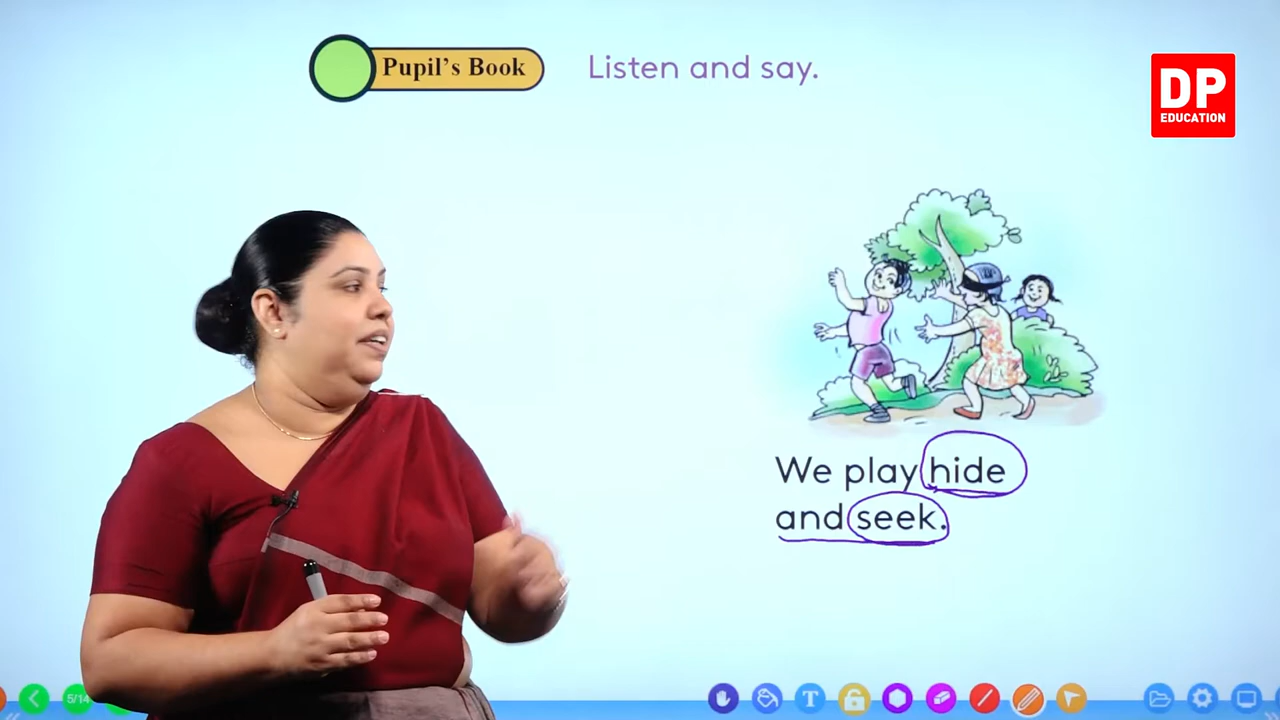 Pupil's Book
Listen and say.
DP
EDUCATION
We play hide
and seek.
5/14
T